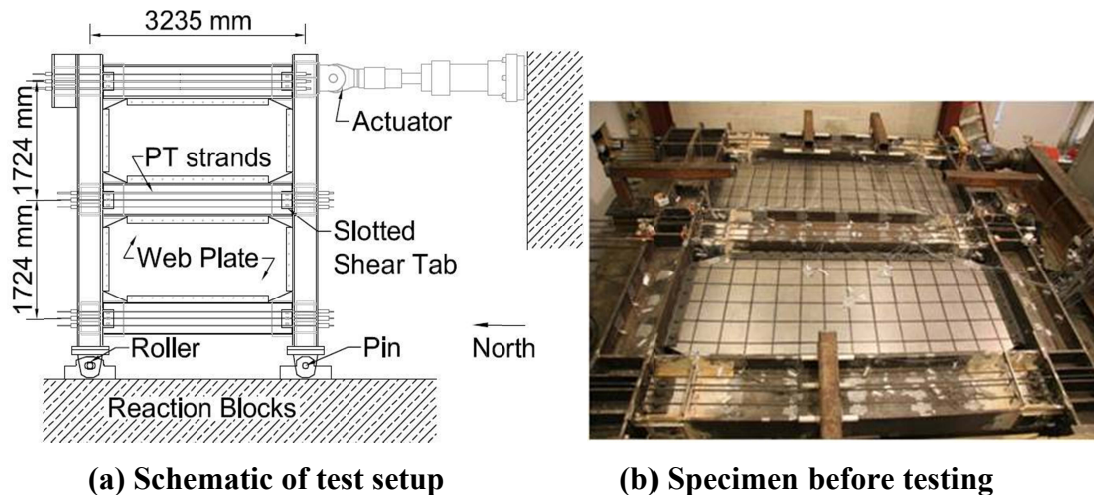 3235 mm
1724 mm
1724 mm
Actuator
PT strands
Web Plate
Slotted
Shear Tab
Roller
Pin
North
Reaction Blocks
(a) Schematic of test setup
(b) Specimen before testing